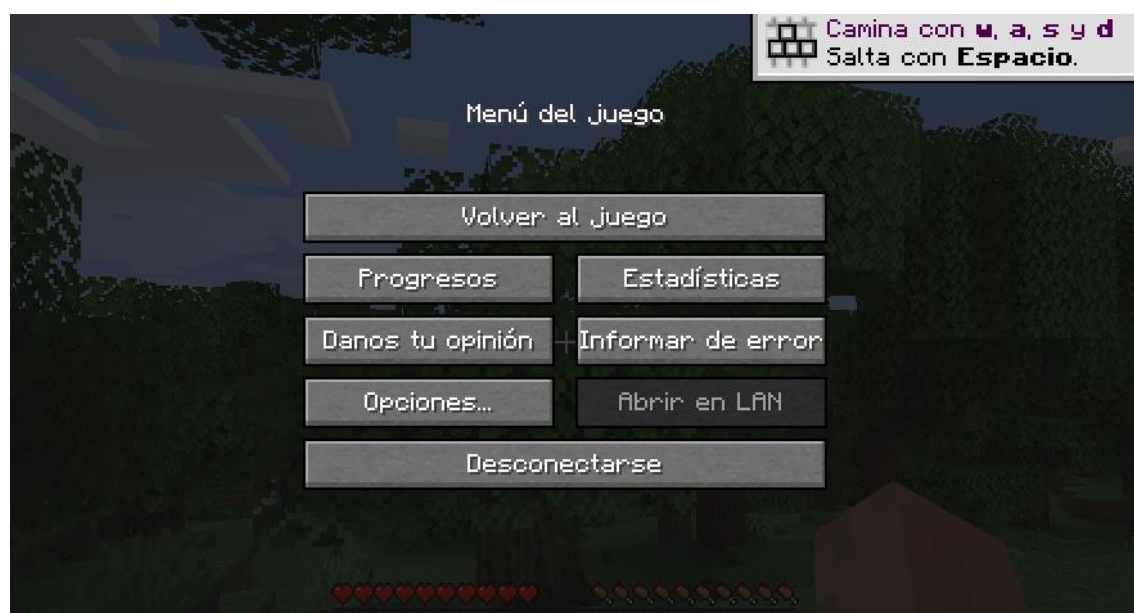 Camina con w, a, s y d
Salta con Espacio.
Menú del juego
Volver al juego
Progresos
Estadísticas
Danos tu opinión
Informar de error
Opciones...
Abrir en LAN
Desconectarse